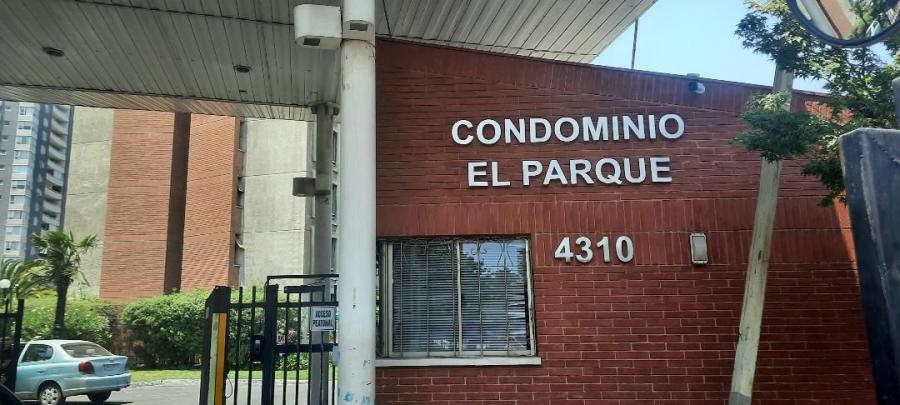 CONDOMINIO
EL PARQUE
4310
ACCESO
PEATONAL